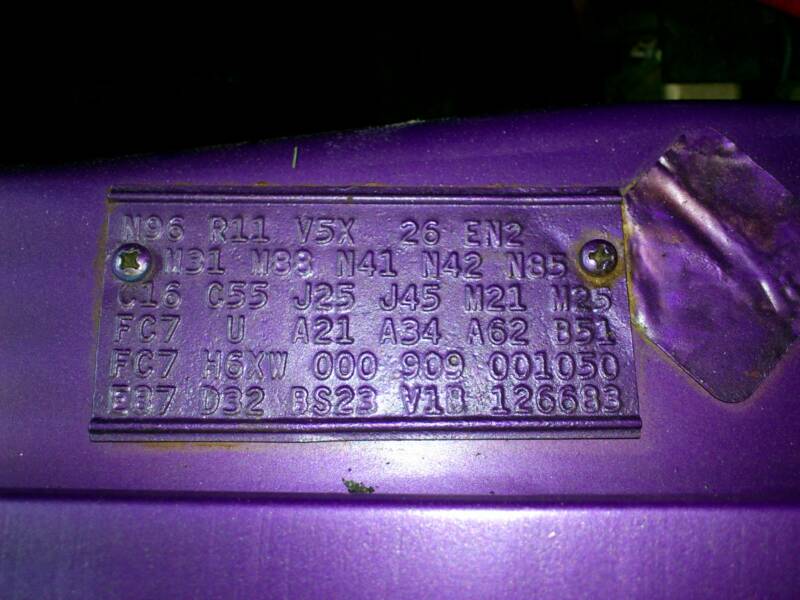 N96 R11 V5X 26 EN2
M31 M88 N41 N42 N85
C16 C55 J25 J45 M21 M25
FC7 U A21 A34 A62 B51
FC7 H6XW 000 909 001050
E87 D32 BS23 V1B 126683